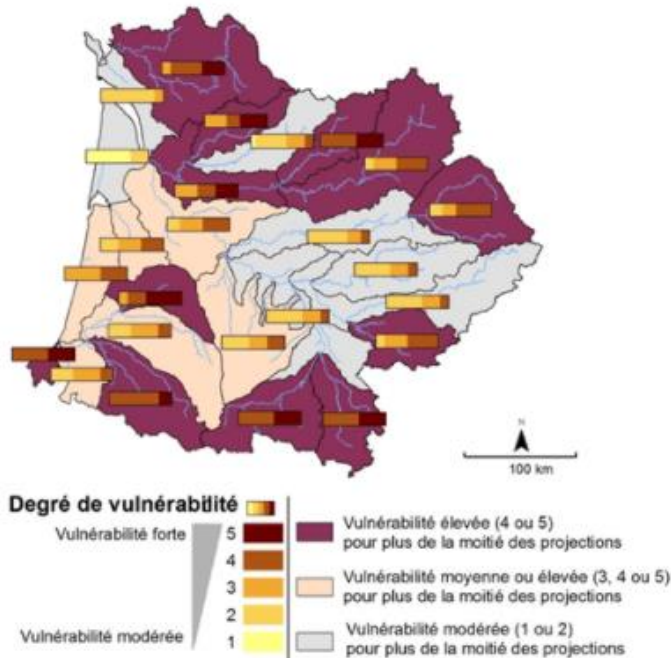 N
100 km
Degré de vulnérabilité
Vulnérabilité forte
5
4
3
2
1
Vulnérabilité modérée
Vulnérabilité élevée (4 ou 5)
pour plus de la moitié des projections
Vulnérabilité moyenne ou élevée (3, 4 ou 5)
pour plus de la moitié des projections
Vulnérabilité modérée (1 ou 2)
pour plus de la moitié des projections